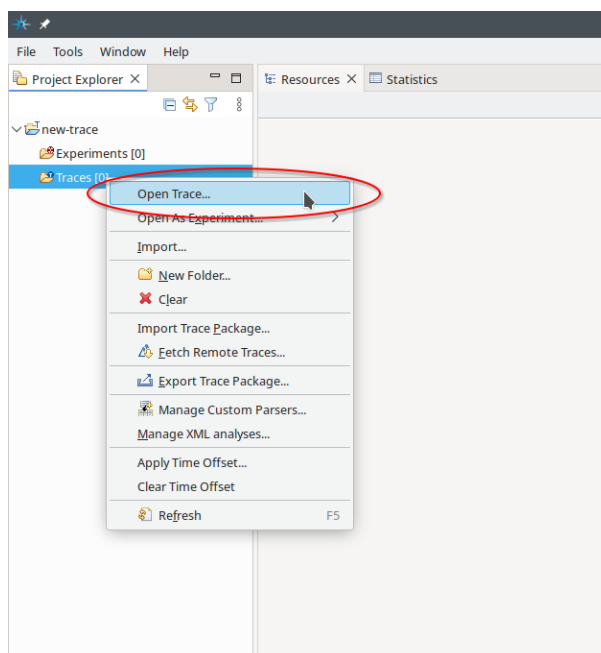 File Tools Window Help
Project Explorer
Resources Statistics
new-trace
Experiments [0]
Traces [0]
Open Trace...
Open As Experiment...
Import...
New Folder...
Clear
Import Trace Package...
Fetch Remote Traces...
Export Trace Package...
Manage Custom Parsers...
Manage XML analyses...
Apply Time Offset...
Clear Time Offset
Refresh F5